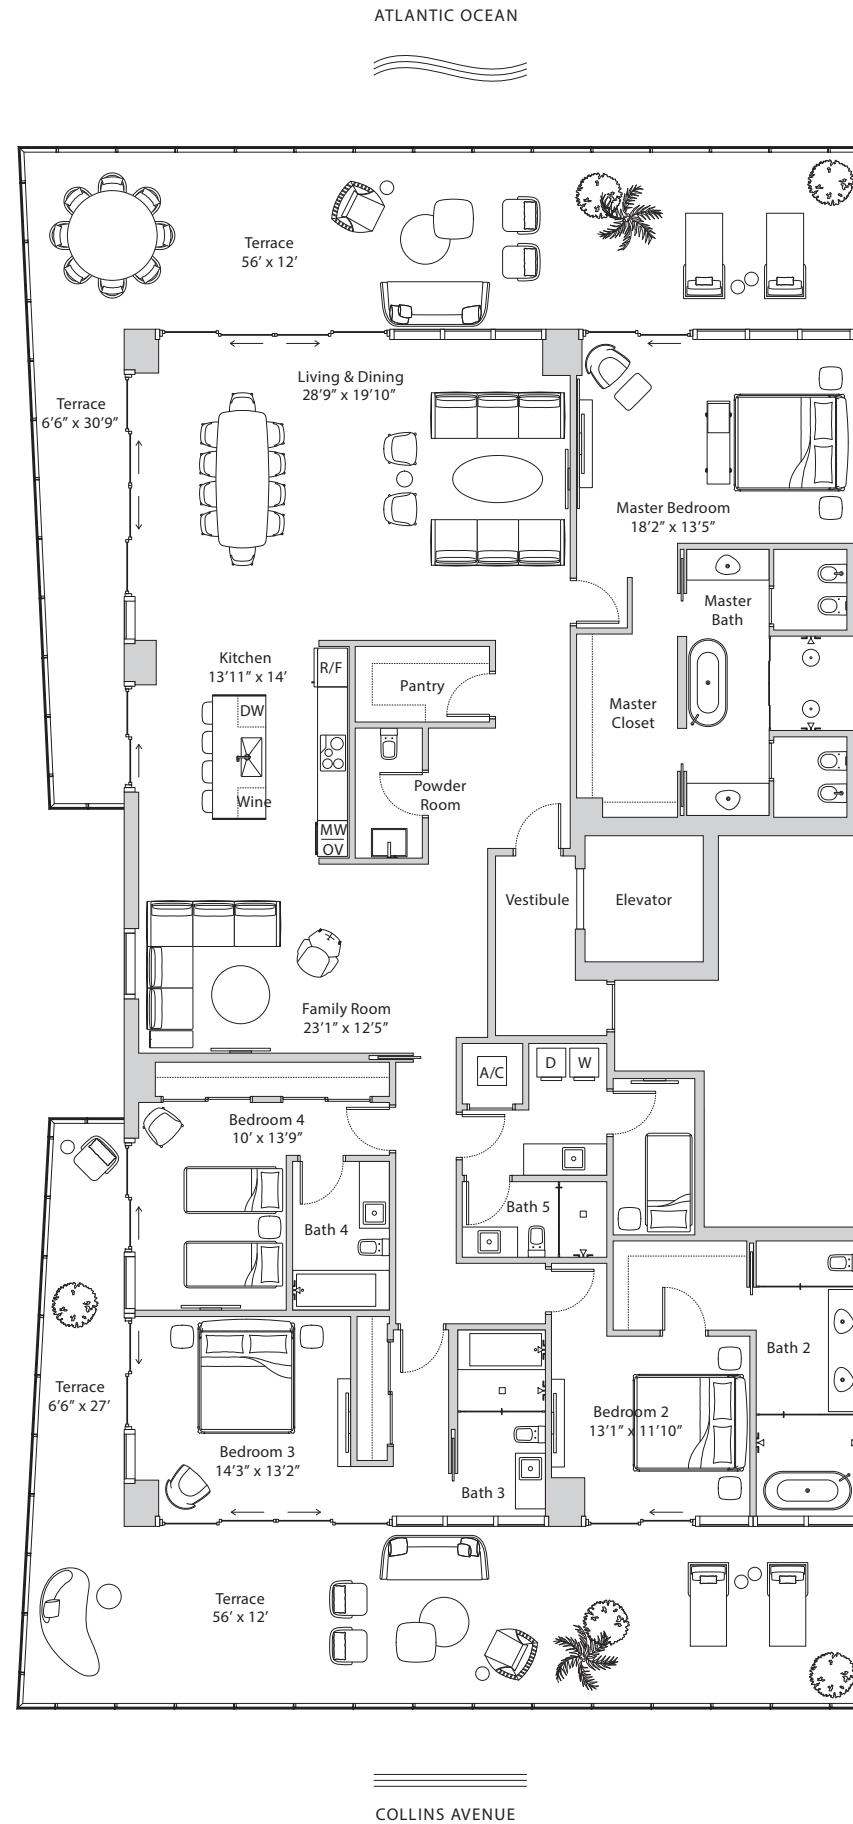 ATLANTIC OCEAN
Terrace
56’ x 12’
Living & Dining
28’9” x 19’10”
Terrace
6’6” x 30’9”
Master Bedroom
18’2” x 13’5”
Master
Bath
Kitchen
13’11” x 14’
R/F
Pantry
DW
Master
Closet
Wine
Powder
Room
MW
OV
Vestibule
Elevator
Family Room
23’1” x 12’5”
A/C
D
W
Bedroom 4
10’ x 13’9”
Bath 4
Bath 5
Bath 2
Terrace
6’6” x 27’
Bedroom 2
13’1” x 11’10”
Bedroom 3
14’3” x 13’2”
Bath 3
Terrace
56’ x 12’
COLLINS AVENUE